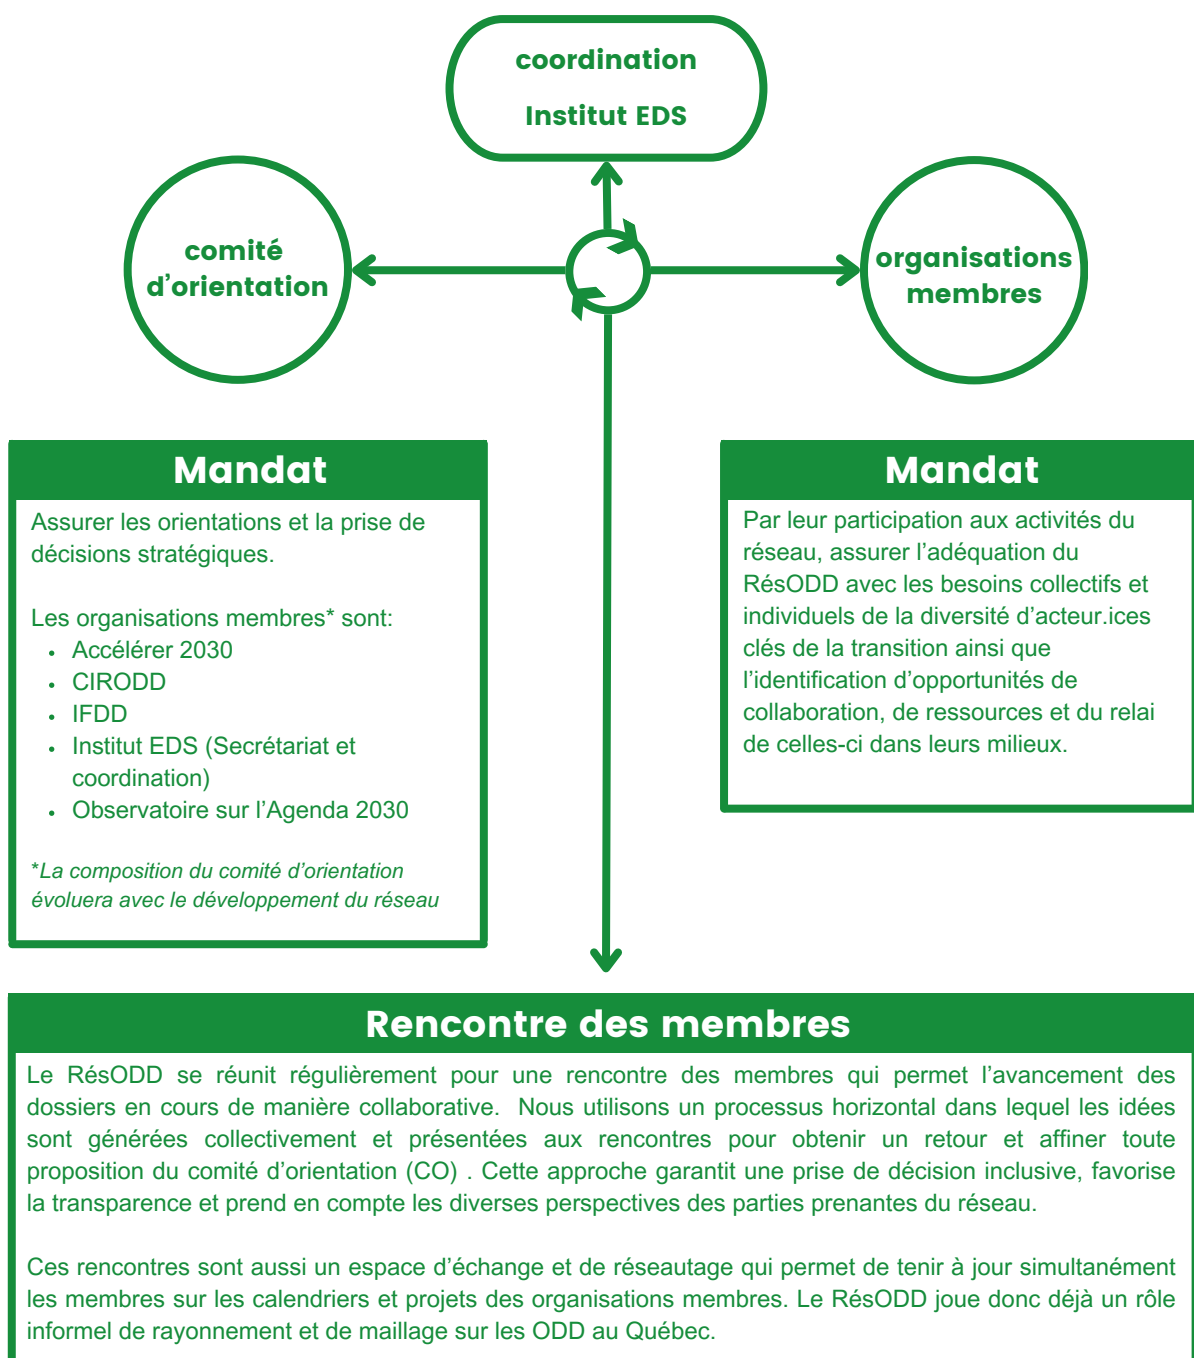 coordination
Institut EDS
comité
d'orientation
organisations
membres
Mandat
Assurer les orientations et la prise de
décisions stratégiques.
Les organisations membres* sont:
• Accélérer 2030
• CIRODD
• IFDD
• Institut EDS (Secrétariat et
coordination)
• Observatoire sur l'Agenda 2030
*La composition du comité d'orientation
évoluera avec le développement du réseau
Mandat
Par leur participation aux activités du
réseau, assurer l'adéquation du
RésODD avec les besoins collectifs et
individuels de la diversité d'acteur.ices
clés de la transition ainsi que
l'identification d'opportunités de
collaboration, de ressources et du relai
de celles-ci dans leurs milieux.
Rencontre des membres
Le RésODD se réunit régulièrement pour une rencontre des membres qui permet l'avancement des
dossiers en cours de manière collaborative. Nous utilisons un processus horizontal dans lequel les idées
sont générées collectivement et présentées aux rencontres pour obtenir un retour et affiner toute
proposition du comité d'orientation (CO) . Cette approche garantit une prise de décision inclusive, favorise
la transparence et prend en compte les diverses perspectives des parties prenantes du réseau.
Ces rencontres sont aussi un espace d'échange et de réseautage qui permet de tenir à jour simultanément
les membres sur les calendriers et projets des organisations membres. Le RésODD joue donc déjà un rôle
informel de rayonnement et de maillage sur les ODD au Québec.